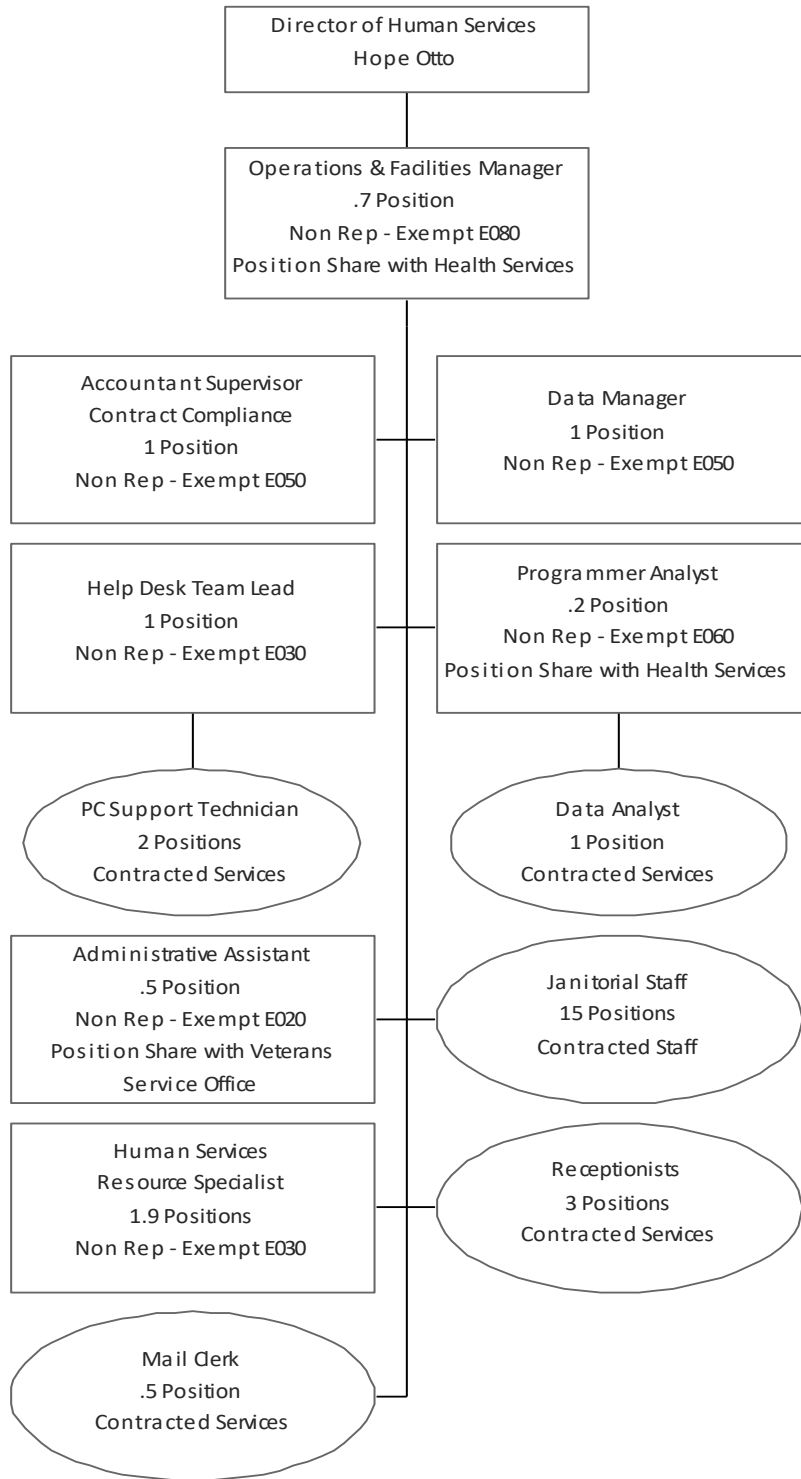 Director of Human Services
Hope Otto
Operations & Facilities Manager
.7 Position
Non Rep - Exempt E080
Position Share with Health Services
Accountant Supervisor
Contract Compliance
1 Position
Non Rep - Exempt E050
Data Manager
1 Position
Non Rep - Exempt E050
Help Desk Team Lead
1 Position
Non Rep - Exempt E030
Programmer Analyst
.2 Position
Non Rep - Exempt E060
Position Share with Health Services
PC Support Technician
2 Positions
Contracted Services
Data Analyst
1 Position
Contracted Services
Administrative Assistant
.5 Position
Non Rep - Exempt E020
Position Share with Veterans
Service Office
Janitorial Staff
15 Positions
Contracted Staff
Human Services
Resource Specialist
1.9 Positions
Non Rep - Exempt E030
Receptionists
3 Positions
Contracted Services
Mail Clerk
.5 Position
Contracted Services